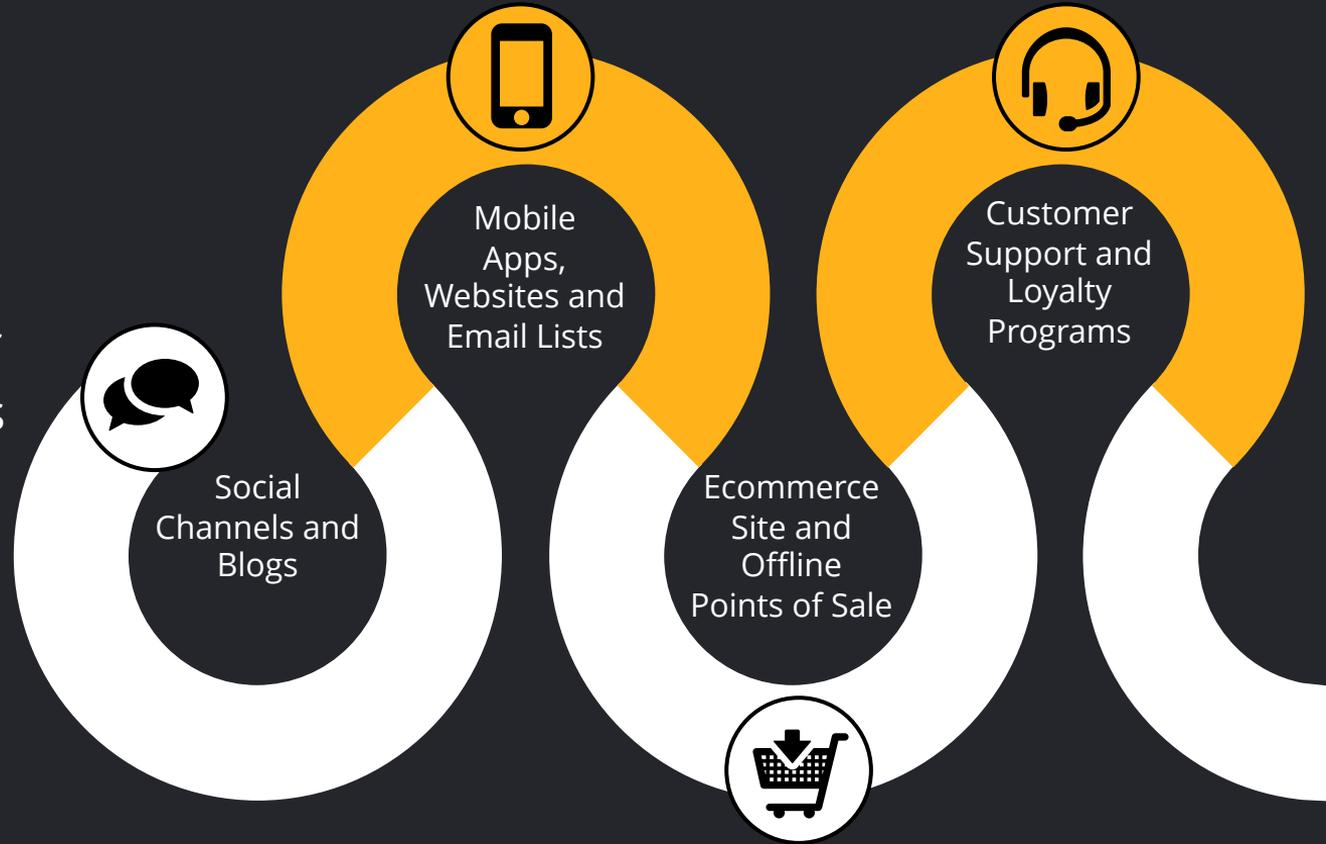 Social
Channels and
Blogs
Mobile
Apps,
Websites and
Email Lists
Ecommerce
Site and
Offline
Points of Sale
Customer
Support and
Loyalty
Programs